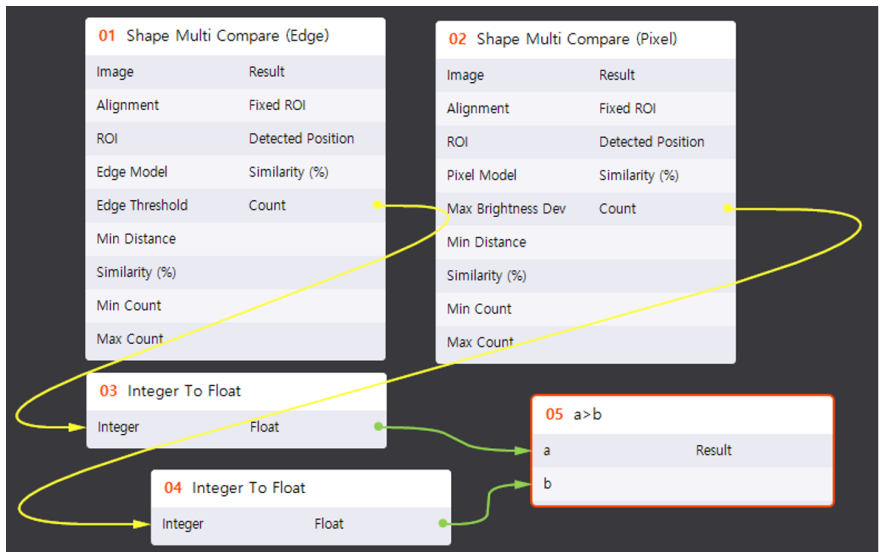 01 Shape Multi Compare (Edge)
Image Result
Alignment Fixed ROI
ROI Detected Position
Edge Model Similarity (%)
Edge Threshold Count
Min Distance
Similarity (%)
Min Count
Max Count
02 Shape Multi Compare (Pixel)
Image Result
Alignment Fixed ROI
ROI Detected Position
Pixel Model Similarity (%)
Max Brightness Dev Count
Min Distance
Similarity (%)
Min Count
Max Count
03 Integer To Float
Integer Float
04 Integer To Float
Integer Float
05 a>b
a Result
b